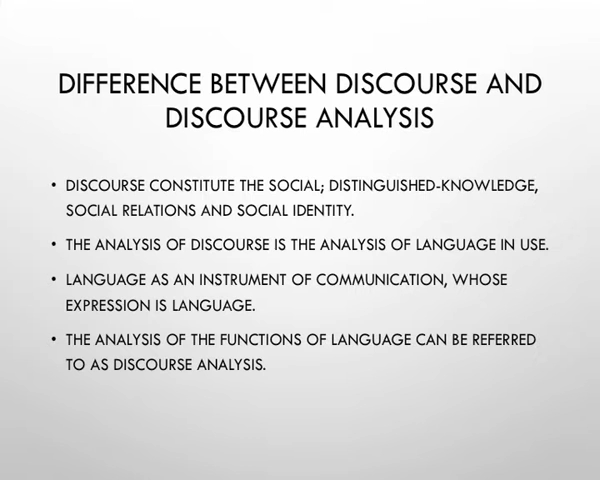 DIFFERENCE BETWEEN DISCOURSE AND
DISCOURSE ANALYSIS
• DISCOURSE CONSTITUTE THE SOCIAL; DISTINGUISHED-KNOWLEDGE,
SOCIAL RELATIONS AND SOCIAL IDENTITY.
• THE ANALYSIS OF DISCOURSE IS THE ANALYSIS OF LANGUAGE IN USE.
• LANGUAGE AS AN INSTRUMENT OF COMMUNICATION, WHOSE
EXPRESSION IS LANGUAGE.
• THE ANALYSIS OF THE FUNCTIONS OF LANGUAGE CAN BE REFERRED
TO AS DISCOURSE ANALYSIS.